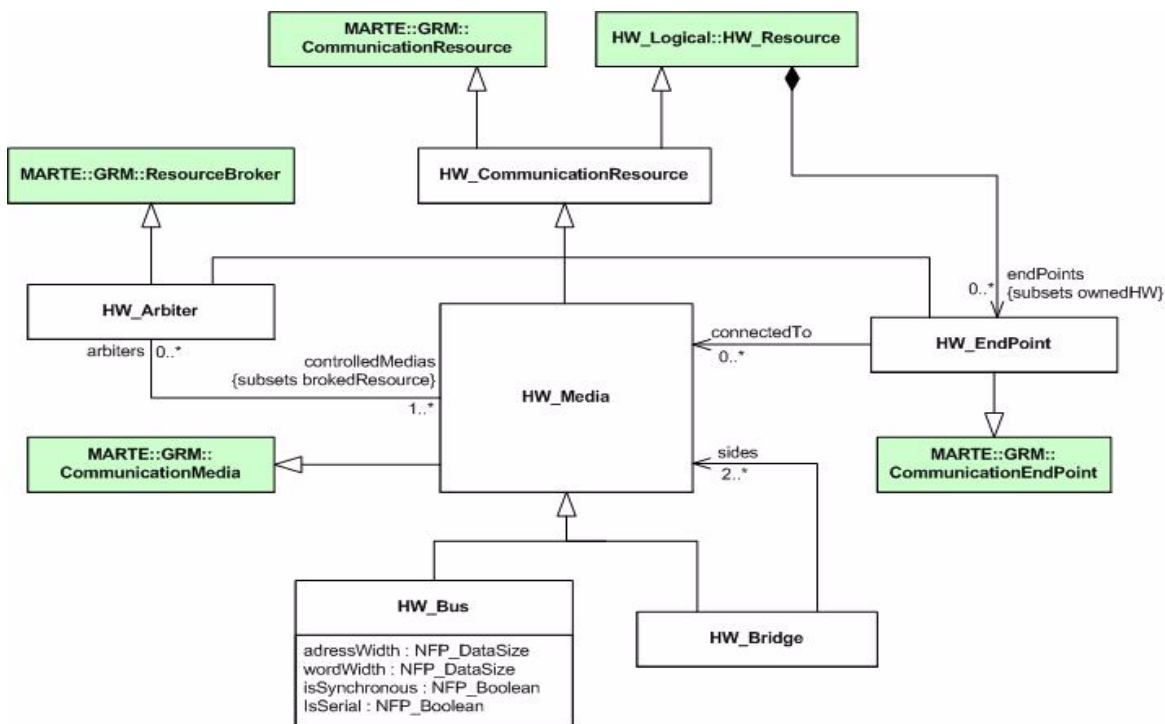 MARTE::GRM::
CommunicationResource
HW_Logical::HW_Resource
MARTE::GRM::ResourceBroker
HW_CommunicationResource
HW_Arbiter
arbiters
0..*
controlledMedias
{subsets brokedResource}
1..*
HW_Media
connectedTo
0..*
endPoints
0..*
{subsets ownedHW}
HW_EndPoint
MARTE::GRM::
CommunicationMedia
sides
2..*
MARTE::GRM::
CommunicationEndPoint
HW_Bus
adressWidth : NFP_DataSize
wordWidth : NFP_DataSize
isSynchronous : NFP_Boolean
IsSerial : NFP_Boolean
HW_Bridge